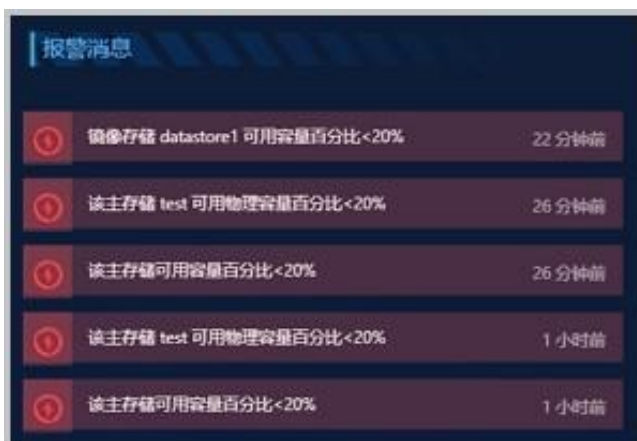 报警消息
镜像存储 datastore1 可用容量百分比<20% 22 分钟前
该主存储 test 可用物理容量百分比<20% 26 分钟前
该主存储可用容量百分比<20% 26 分钟前
该主存储 test 可用物理容量百分比<20% 1 小时前
该主存储可用容量百分比<20% 1 小时前